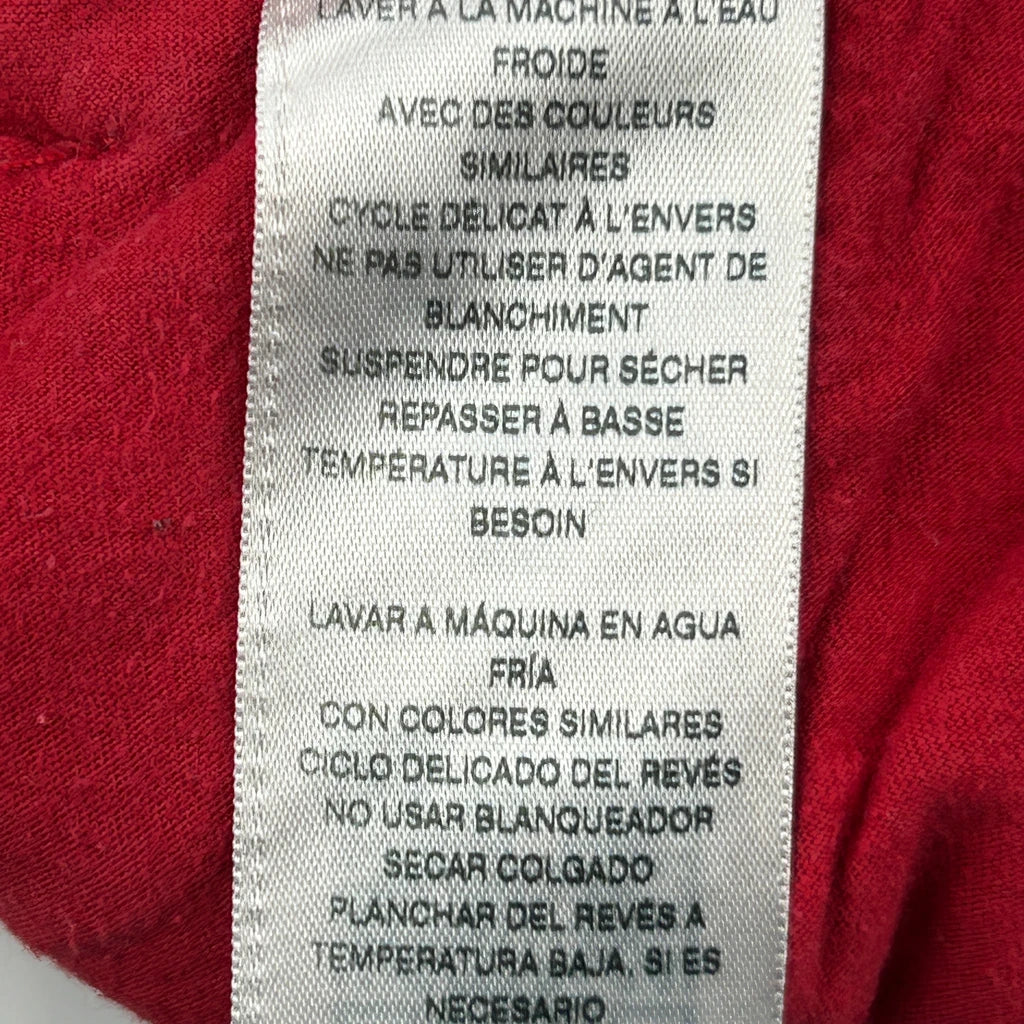 LAVER À LA MACHINE À L'EAU
FROIDE
AVEC DES COULEURS
SIMILAIRES
CYCLE DÉLICAT À L'ENVERS
NE PAS UTILISER D'AGENT DE
BLANCHIMENT
SUSPENDRE POUR SÉCHER
REPASSER À BASSE
TEMPÉRATURE À L'ENVERS SI
BESOIN
LAVAR A MÁQUINA EN AGUA
FRÍA
CON COLORES SIMILARES
CICLO DELICADO DEL REVÉS
NO USAR BLANQUEADOR
SECAR COLGADO
PLANCHAR DEL REVÉS A
TEMPERATURA BAJA, SI ES
NECESARIO